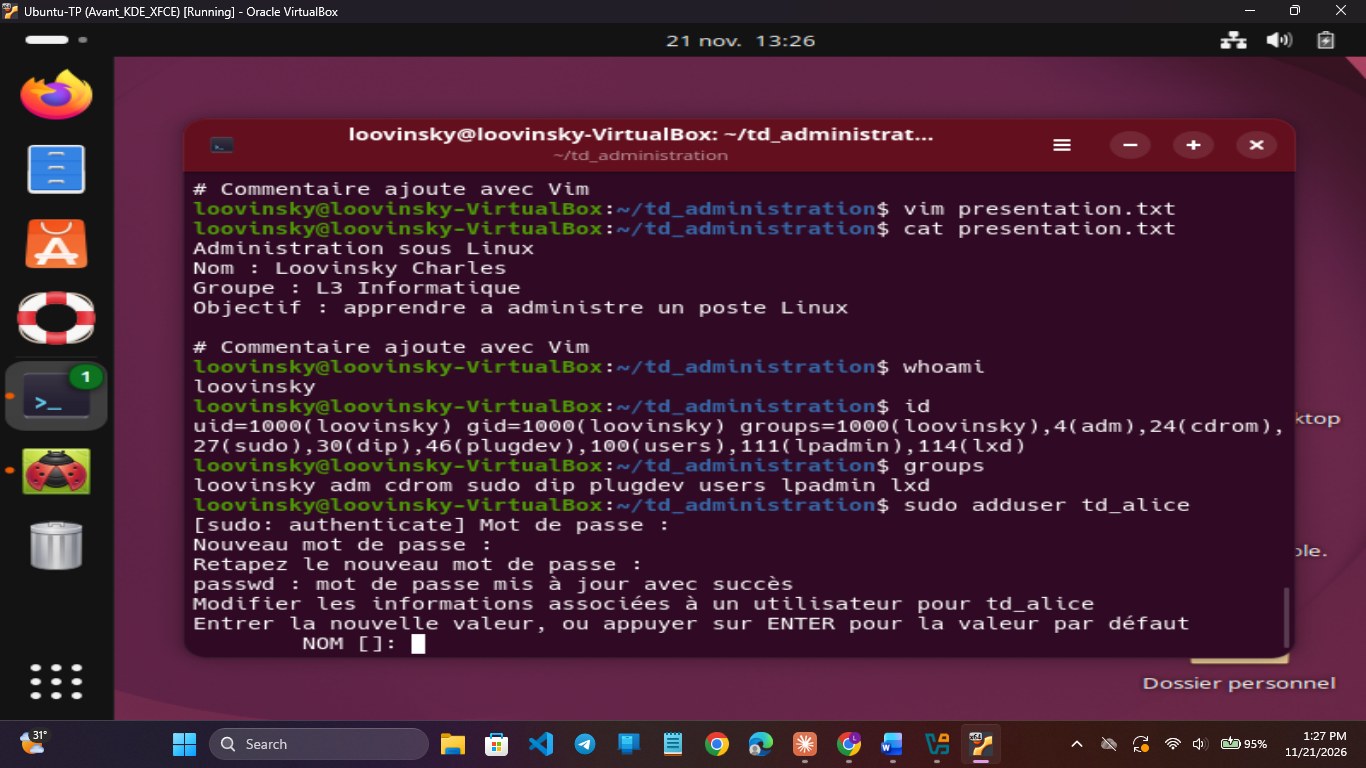 Ubuntu-TP (Avant_KDE_XFCE) [Running] - Oracle VirtualBox
21 nov. 13:26
loovinsky@loovinsky-VirtualBox: ~/td_administrat...
~/td_administration
# Commentaire ajoute avec Vim
loovinsky@loovinsky-VirtualBox:~/td_administration$ vim presentation.txt
loovinsky@loovinsky-VirtualBox:~/td_administration$ cat presentation.txt
Administration sous Linux
Nom : Loovinsky Charles
Groupe : L3 Informatique
Objectif : apprendre a administre un poste Linux
# Commentaire ajoute avec Vim
loovinsky@loovinsky-VirtualBox:~/td_administration$ whoami
loovinsky
loovinsky@loovinsky-VirtualBox:~/td_administration$ id
uid=1000(loovinsky) gid=1000(loovinsky) groups=1000(loovinsky),4(adm),24(cdrom),
27(sudo),30(dip),46(plugdev),100(users),111(lpadmin),114(lxd)
loovinsky@loovinsky-VirtualBox:~/td_administration$ groups
loovinsky adm cdrom sudo dip plugdev users lpadmin lxd
loovinsky@loovinsky-VirtualBox:~/td_administration$ sudo adduser td_alice
[sudo: authenticate] Mot de passe :
Nouveau mot de passe :
Retapez le nouveau mot de passe :
passwd : mot de passe mis à jour avec succès
Modifier les informations associées à un utilisateur pour td_alice
Entrer la nouvelle valeur, ou appuyer sur ENTER pour la valeur par défaut
NOM []:
1
ktop
ble.
Dossier personnel
31°
Search
95%
1:27 PM
11/21/2026